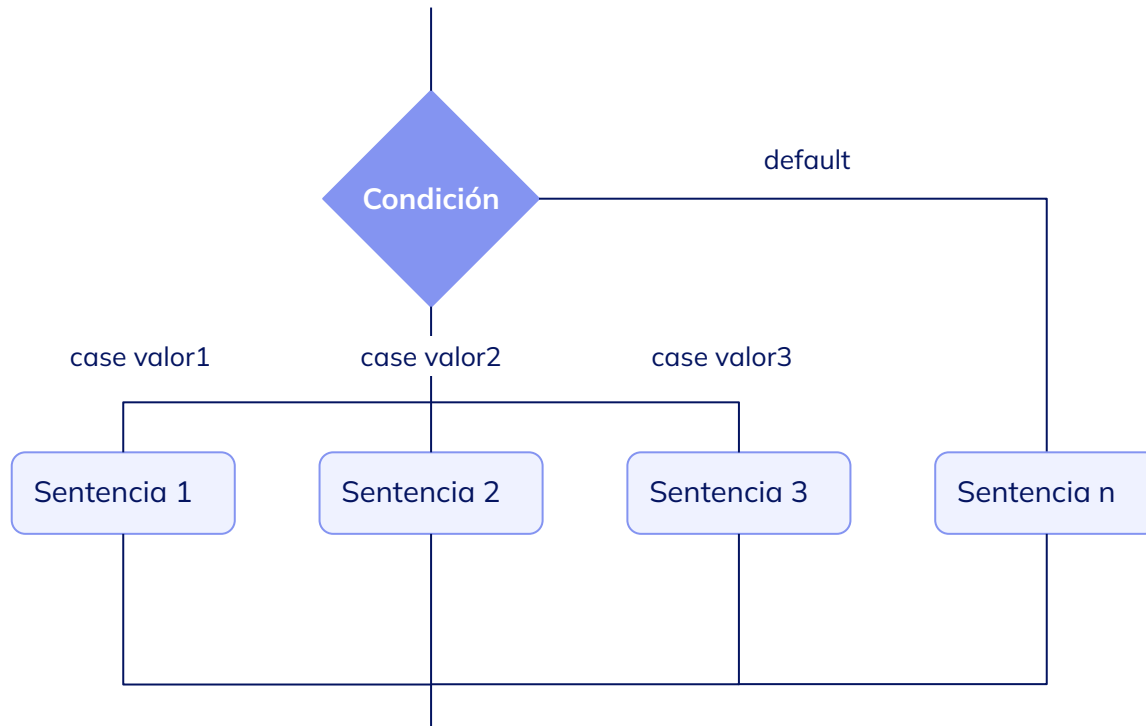 Condición
default
case valor1
case valor2
case valor3
Sentencia 1
Sentencia 2
Sentencia 3
Sentencia n